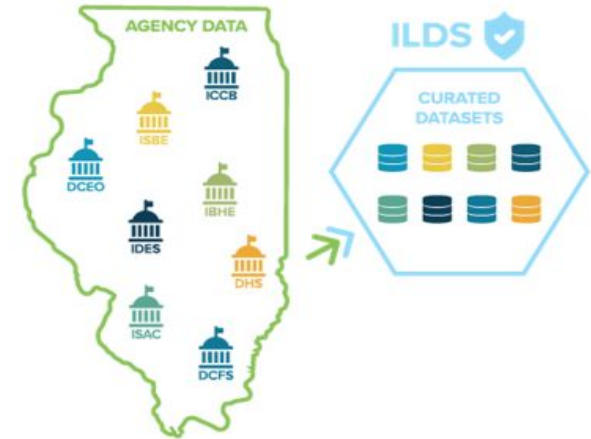 AGENCY DATA
ICCB
ISBE
DCEO
IBHE
IDES
DHS
ISAC
DCFS
ILDS
CURATED
DATASETS